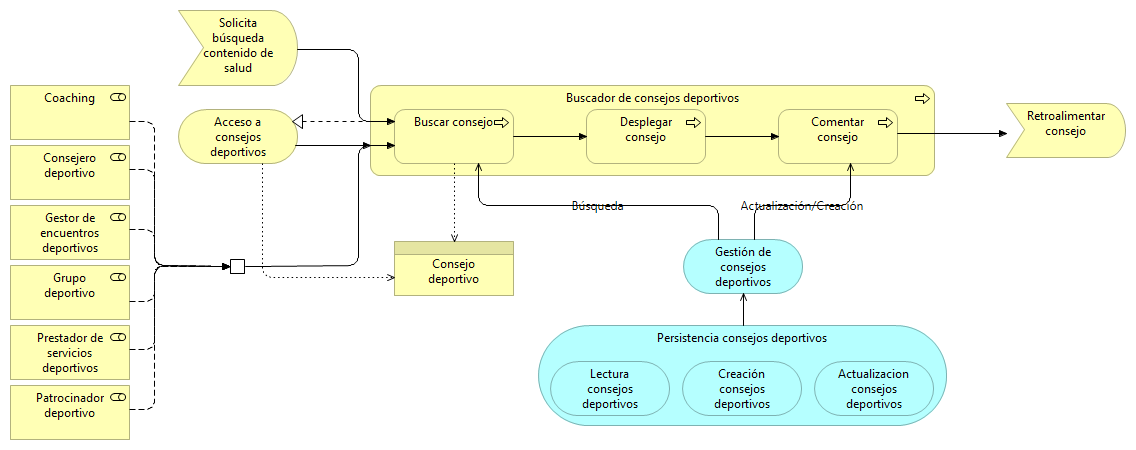 Solicita
búsqueda
contenido de
salud
Coaching
Consejero
deportivo
Gestor de
encuentros
deportivos
Grupo
deportivo
Prestador de
servicios
deportivos
Patrocinador
deportivo
Acceso a
consejos
deportivos
Buscador de consejos deportivos
Buscar consejo
Desplegar
consejo
Comentar
consejo
Retroalimentar
consejo
Búsqueda
Actualización/Creación
Consejo
deportivo
Gestión de
consejos
deportivos
Persistencia consejos deportivos
Lectura
consejos
deportivos
Creación
consejos
deportivos
Actualizacion
consejos
deportivos